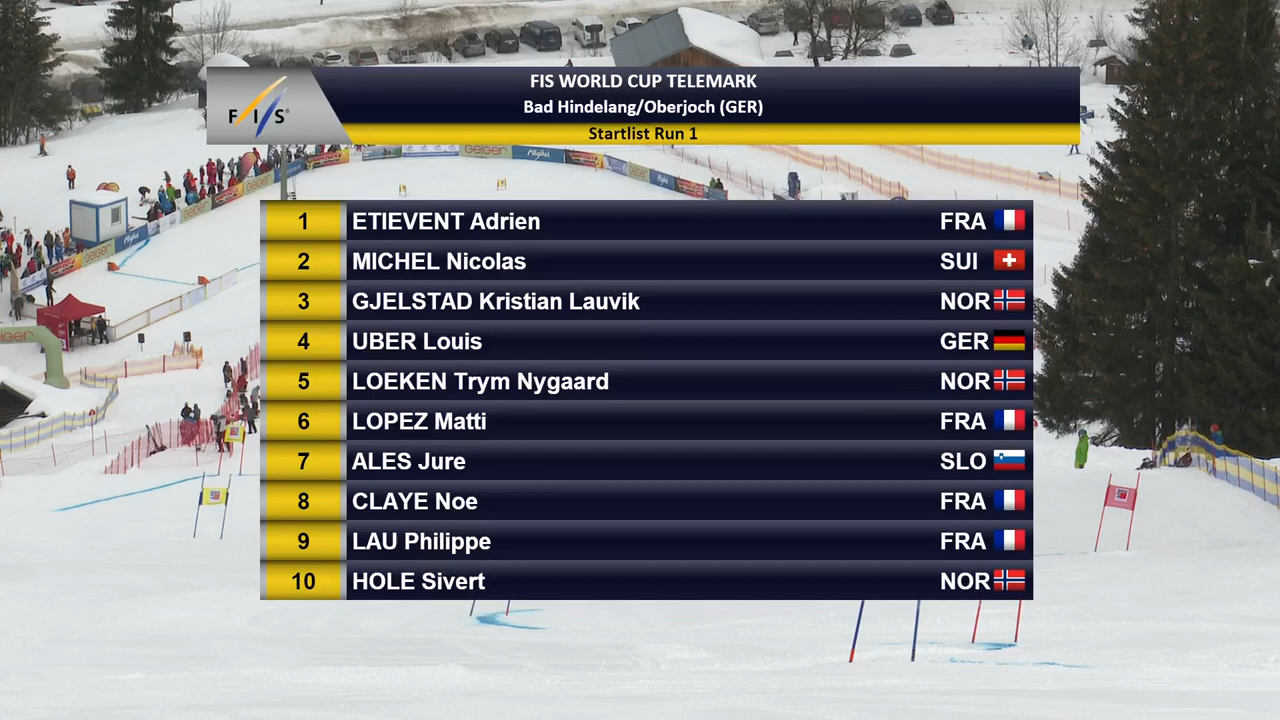 FIS
FIS WORLD CUP TELEMARK
Bad Hindelang/Oberjoch (GER)
Startlist Run 1
1 ETIEVENT Adrien FRA
2 MICHEL Nicolas SUI
3 GJELSTAD Kristian Lauvik NOR
4 UBER Louis GER
5 LOEKEN Trym Nygaard NOR
6 LOPEZ Matti FRA
7 ALES Jure SLO
8 CLAYE Noe FRA
9 LAU Philippe FRA
10 HOLE Sivert NOR
GEIGER
Allgäu